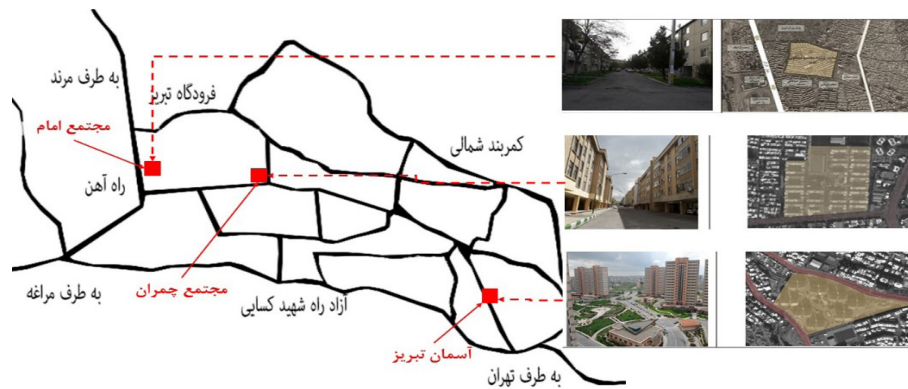 به طرف مرند
فرودگاه تبریز
مجتمع امام
کمربند شمالی
راه آهن
مجتمع چمران
به طرف مراغه
آزاد راه شهید کسایی
آسمان تبریز
به طرف تهران